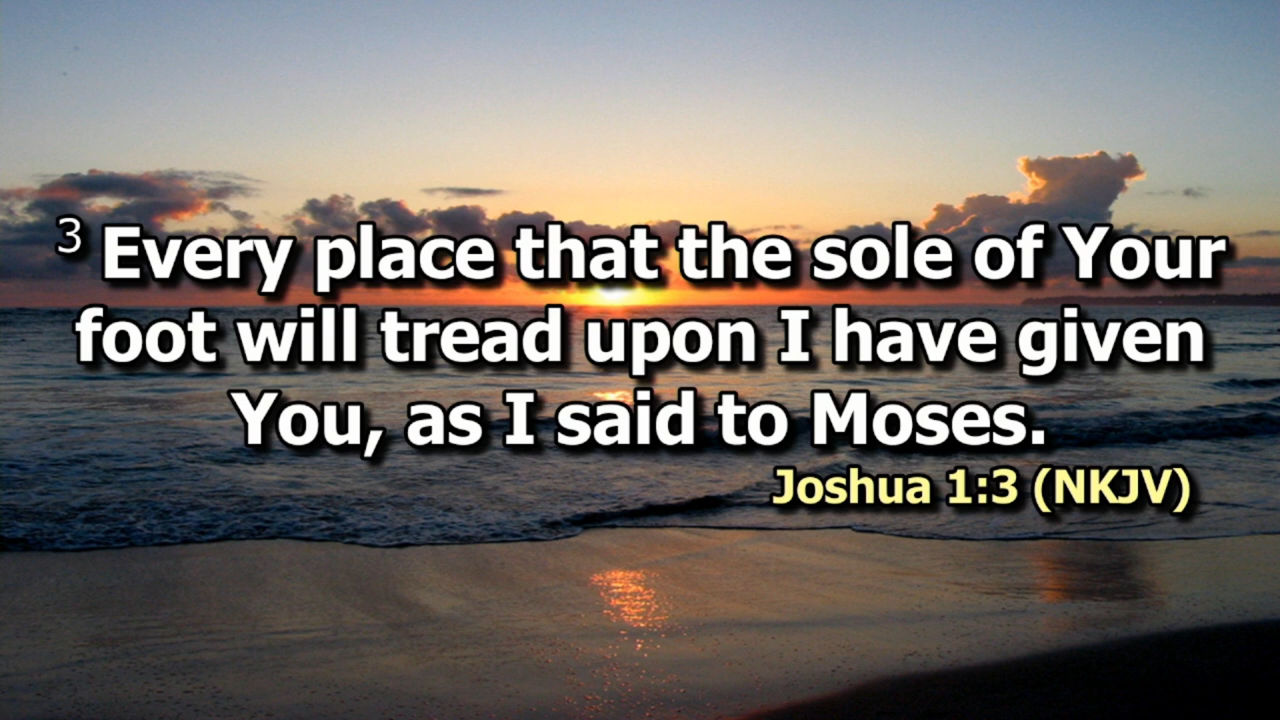 3 Every place that the sole of Your
foot will tread upon I have given
You, as I said to Moses.
Joshua 1:3 (NKJV)